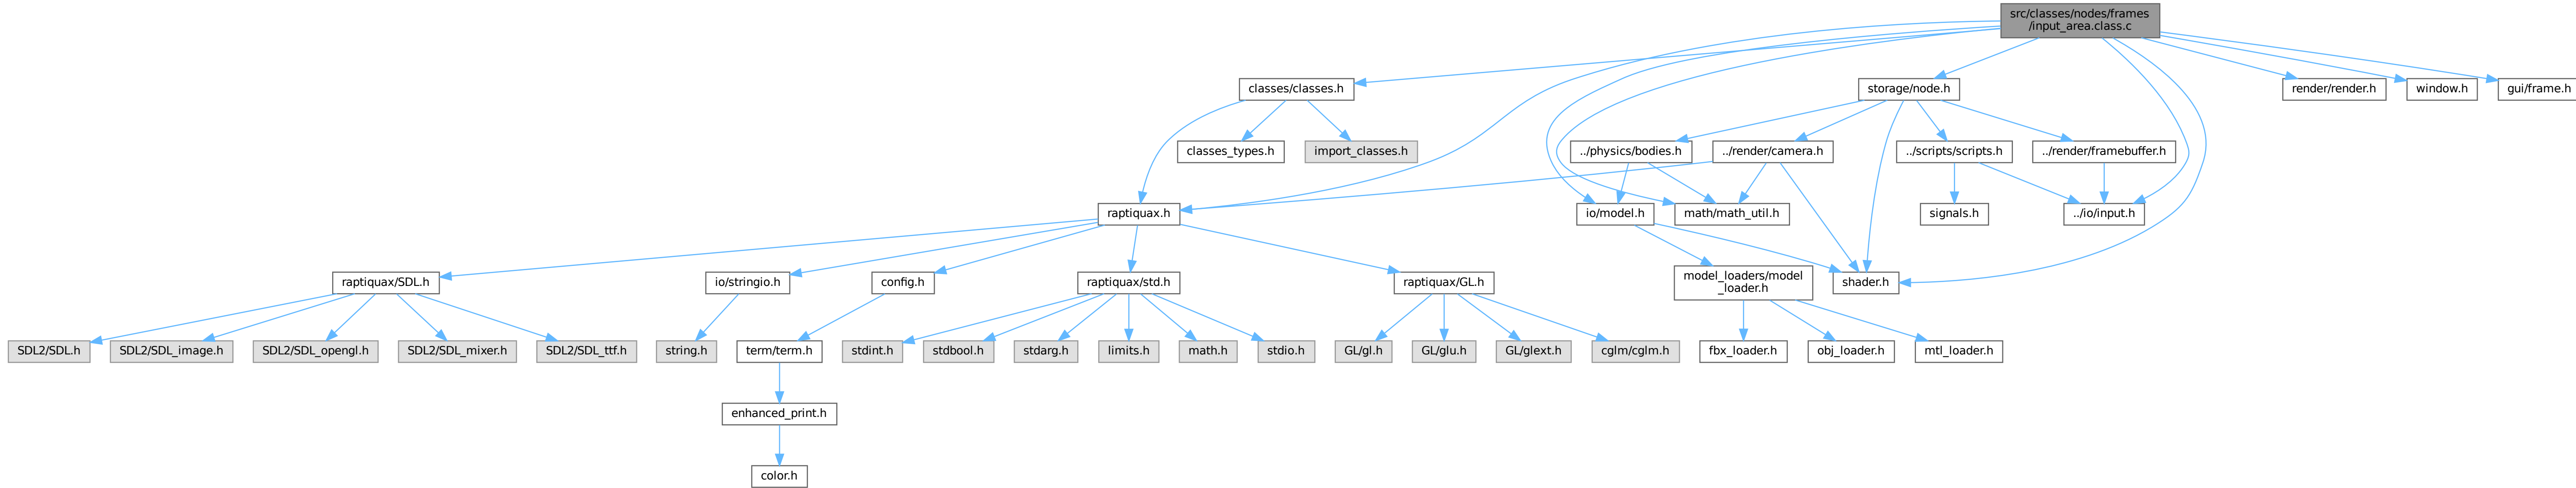 src/classes/nodes/frames
/input_area.class.c
classes/classes.h
storage/node.h
render/render.h
window.h
gui/frame.h
classes_types.h
import_classes.h
../physics/bodies.h
../render/camera.h
../scripts/scripts.h
../render/framebuffer.h
raptiquax.h
io/model.h
math/math_util.h
signals.h
../io/input.h
raptiquax/SDL.h
io/stringio.h
config.h
raptiquax/std.h
raptiquax/GL.h
model_loaders/model
_loader.h
shader.h
SDL2/SDL.h
SDL2/SDL_image.h
SDL2/SDL_opengl.h
SDL2/SDL_mixer.h
SDL2/SDL_ttf.h
string.h
term/term.h
stdint.h
stdbool.h
stdarg.h
limits.h
math.h
stdio.h
GL/gl.h
GL/glu.h
GL/glext.h
cglm/cglm.h
fbx_loader.h
obj_loader.h
mtl_loader.h
enhanced_print.h
color.h